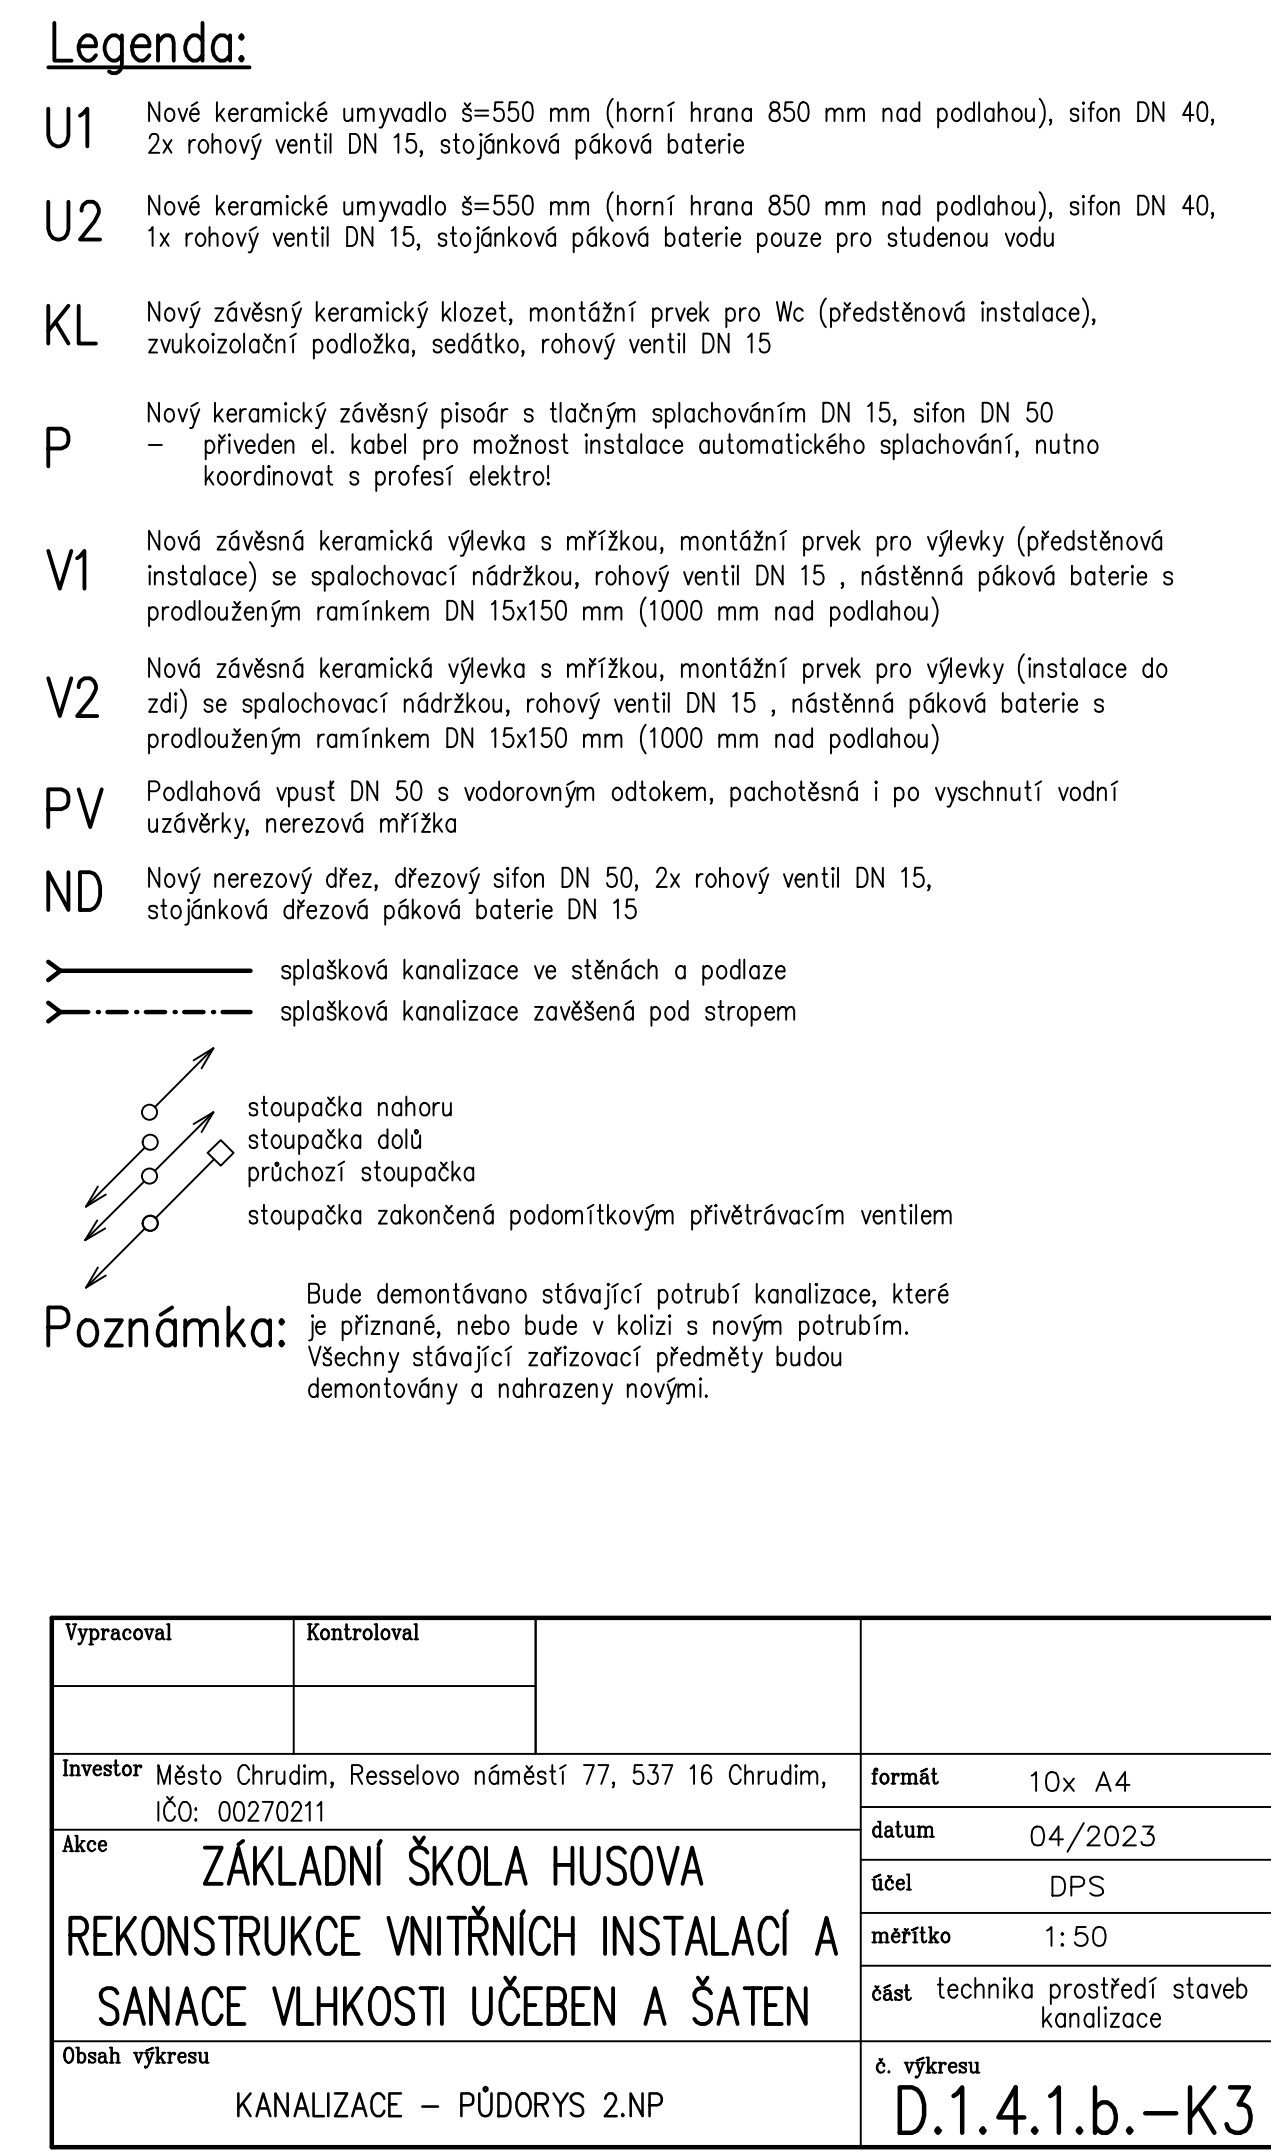 Legenda:
U1 Nové keramické umyvadlo š=550 mm (horní hrana 850 mm nad podlahou), sifon DN 40,
2x rohový ventil DN 15, stojánková páková baterie
U2 Nové keramické umyvadlo š=550 mm (horní hrana 850 mm nad podlahou), sifon DN 40,
1x rohový ventil DN 15, stojánková páková baterie pouze pro studenou vodu
KL Nový závěsný keramický klozet, montážní prvek pro Wc (předstěnová instalace),
zvukoizolační podložka, sedátko, rohový ventil DN 15
P Nový keramický závěsný pisoár s tlačným splachováním DN 15, sifon DN 50
– přiveden el. kabel pro možnost instalace automatického splachování, nutno
koordinovat s profesí elektro!
V1 Nová závěsná keramická výlevka s mřížkou, montážní prvek pro výlevky (předstěnová
instalace) se spalochovací nádržkou, rohový ventil DN 15 , nástěnná páková baterie s
prodlouženým ramínkem DN 15x150 mm (1000 mm nad podlahou)
V2 Nová závěsná keramická výlevka s mřížkou, montážní prvek pro výlevky (instalace do
zdi) se spalochovací nádržkou, rohový ventil DN 15 , nástěnná páková baterie s
prodlouženým ramínkem DN 15x150 mm (1000 mm nad podlahou)
PV Podlahová vpusť DN 50 s vodorovným odtokem, pachotěsná i po vyschnutí vodní
uzávěrky, nerezová mřížka
ND Nový nerezový dřez, dřezový sifon DN 50, 2x rohový ventil DN 15,
stojánková dřezová páková baterie DN 15
splašková kanalizace ve stěnách a podlaze
splašková kanalizace zavěšená pod stropem
stoupačka nahoru
stoupačka dolů
průchozí stoupačka
stoupačka zakončená podomítkovým přivětrávacím ventilem
Poznámka: Bude demontávano stávající potrubí kanalizace, které
je přiznané, nebo bude v kolizi s novým potrubím.
Všechny stávající zařizovací předměty budou
demontovány a nahrazeny novými.
Vypracoval Kontroloval
Investor Město Chrudim, Resselovo náměstí 77, 537 16 Chrudim,
IČO: 00270211
Akce
ZÁKLADNÍ ŠKOLA HUSOVA
REKONSTRUKCE VNITŘNÍCH INSTALACÍ A
SANACE VLHKOSTI UČEBEN A ŠATEN
Obsah výkresu
KANALIZACE – PŮDORYS 2.NP
formát 10x A4
datum 04/2023
účel DPS
měřítko 1:50
část technika prostředí staveb
kanalizace
č. výkresu
D.1.4.1.b.–K3